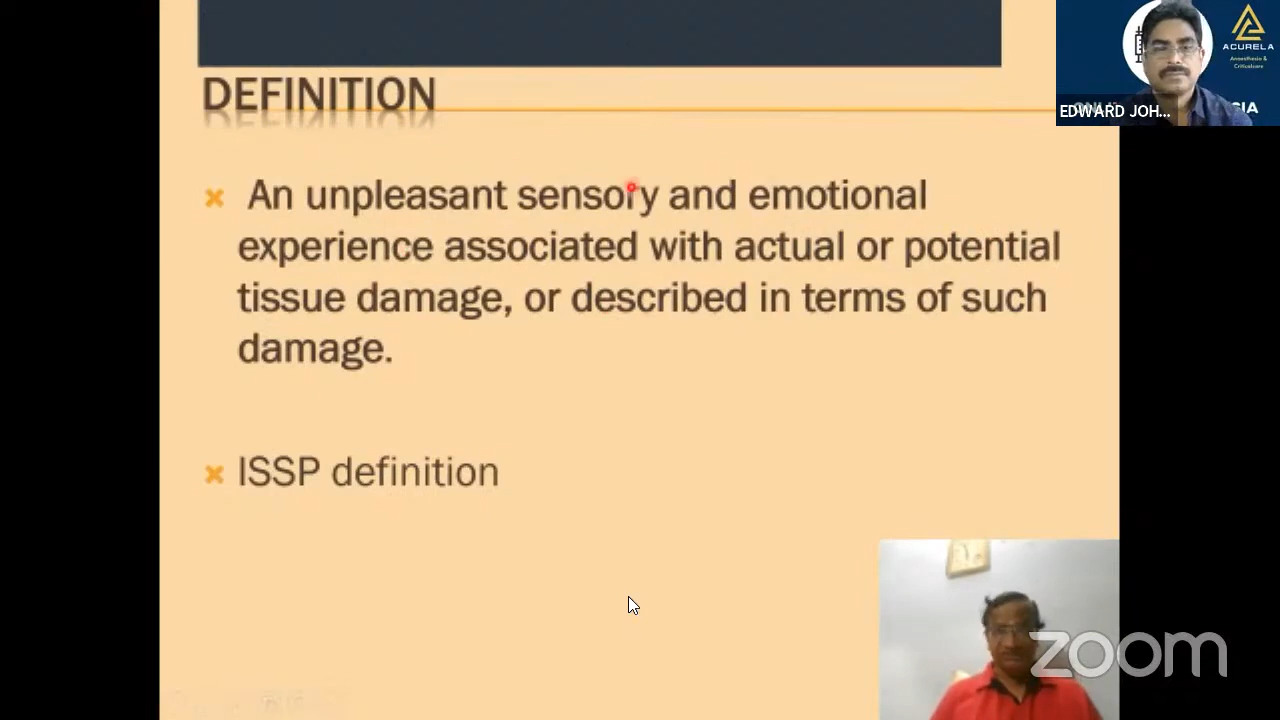 DEFINITION
An unpleasant sensory and emotional
experience associated with actual or potential
tissue damage, or described in terms of such
damage.
ISSP definition
ACURELA
Anaesthesia &
Criticalcare
EDWARD JOH...
SIA
zoom